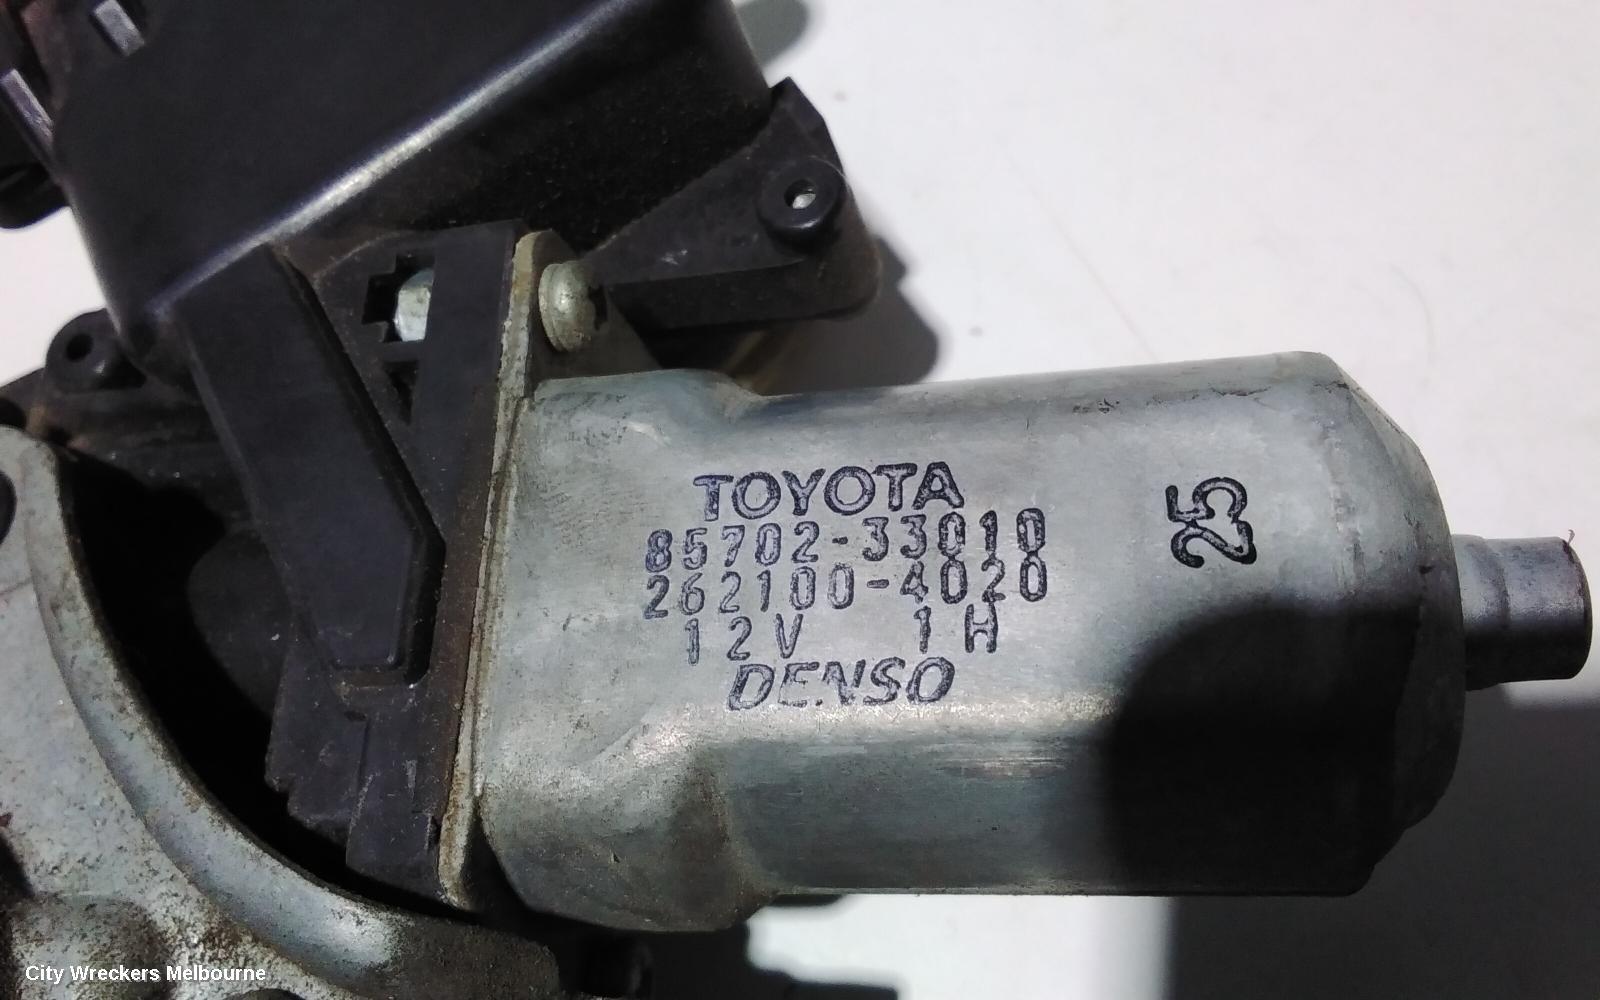 TOYOTA
85702-33010
262100-4020
12V 1H
DENSO
25
City Wreckers Melbourne